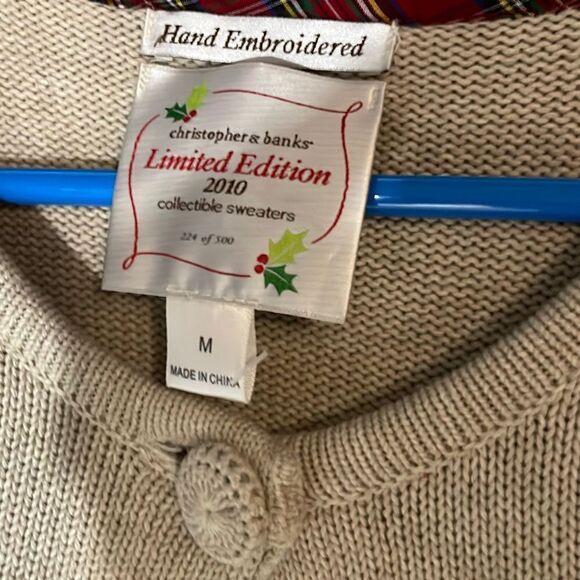 Hand Embroidered
christopher & banks
Limited Edition
2010
collectible sweaters
224 of 500
M
MADE IN CHINA